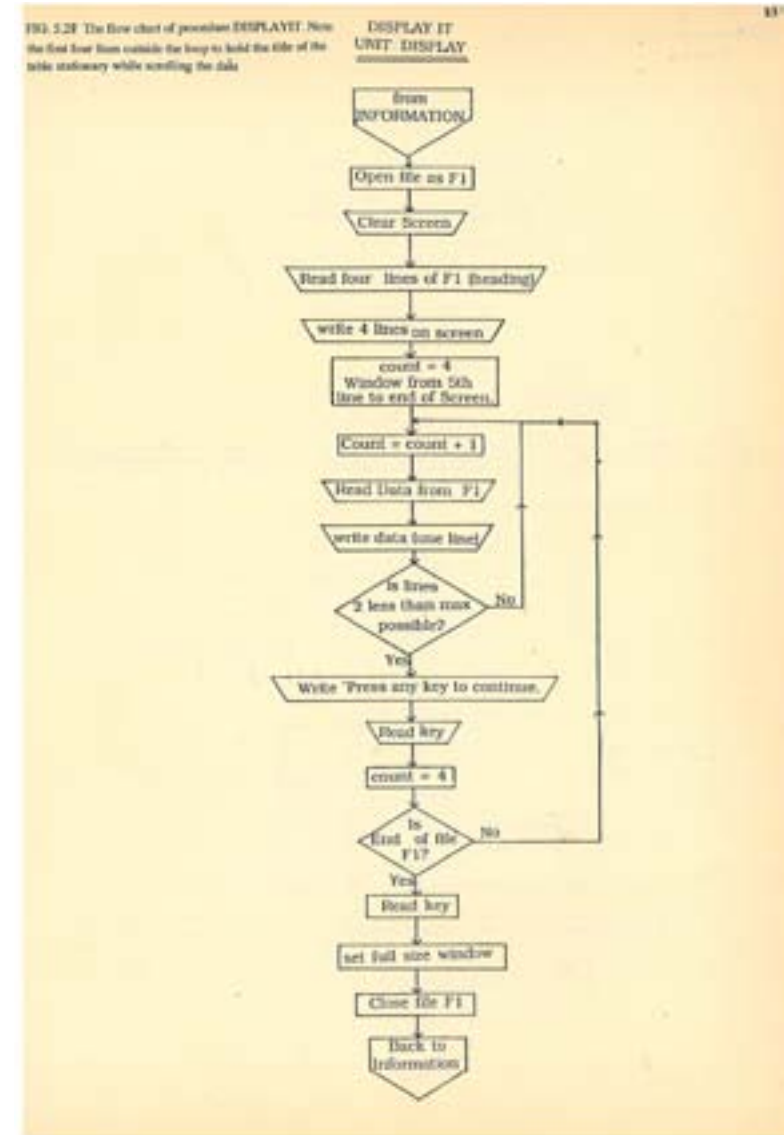 FIG. 5.2F The flow chart of procedure DISPLAYIT. Note
the first four lines outside the loop to hold the title of the
table stationary while scrolling the data
DISPLAY IT
UNIT DISPLAY
from
INFORMATION
Open file as F1
Clear Screen
Read four lines of F1 (heading)
write 4 lines on screen
count = 4
Window from 5th
line to end of Screen.
Count = count + 1
Read Data from F1
write data (one line)
Is lines
2 less than max
possible?
No
Yes
Write "Press any key to continue.
Read key
count = 4
Is
End of file
F1?
No
Yes
Read key
set full size window
Close file F1
Back to
Information